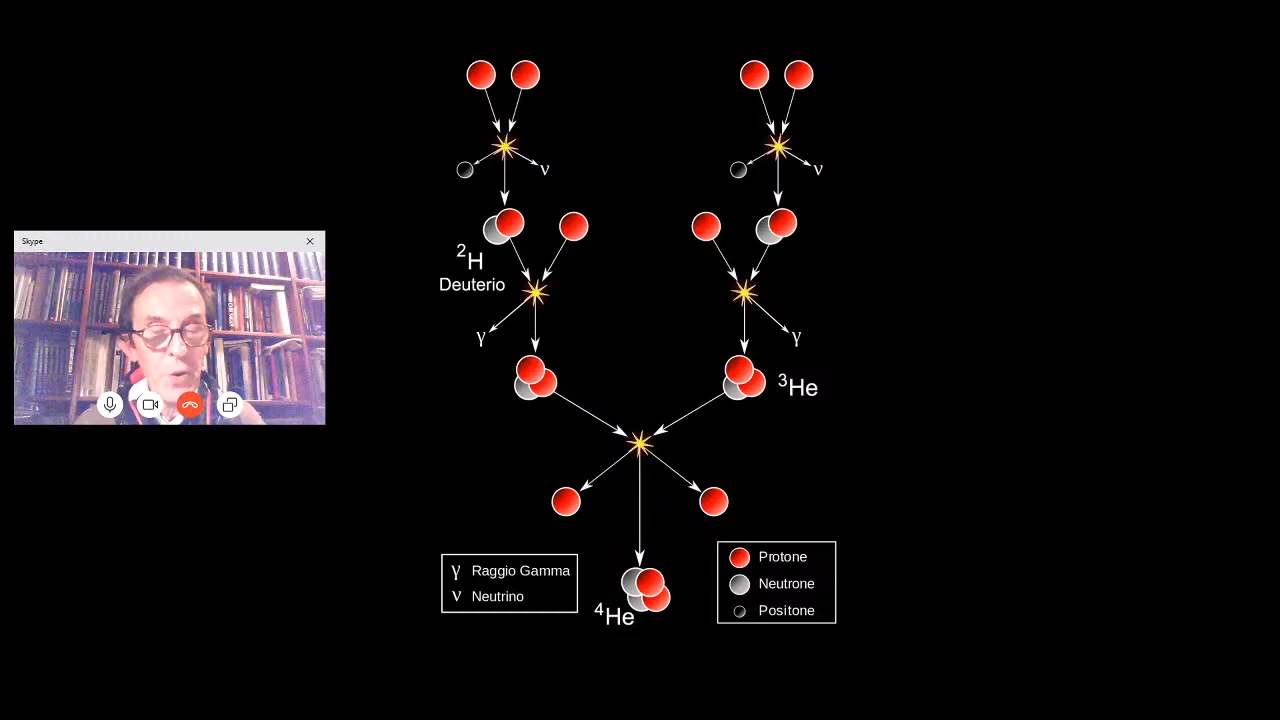 ν
ν
Skype
²H
Deuterio
γ
γ
³He
γ Raggio Gamma
ν Neutrino
⁴He
Protone
Neutrone
Positone